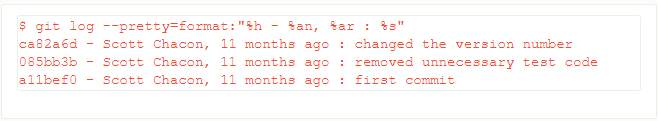 $ git log --pretty=format:"%h - %an, %ar : %s"
ca82a6d - Scott Chacon, 11 months ago : changed the version number
085bb3b - Scott Chacon, 11 months ago : removed unnecessary test code
a11bef0 - Scott Chacon, 11 months ago : first commit